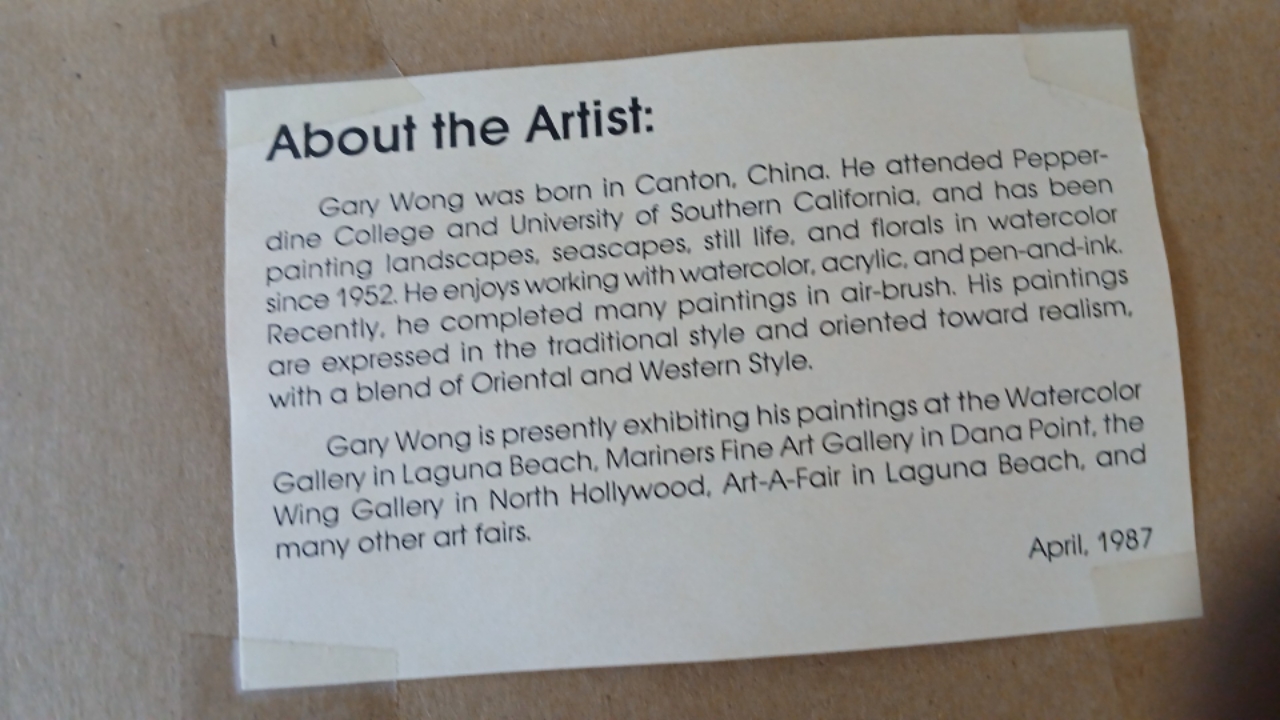 About the Artist:
Gary Wong was born in Canton, China. He attended Pepper-
dine College and University of Southern California, and has been
painting landscapes, seascapes, still life, and florals in watercolor
since 1952. He enjoys working with watercolor, acrylic, and pen-and-ink.
Recently, he completed many paintings in air-brush. His paintings
are expressed in the traditional style and oriented toward realism,
with a blend of Oriental and Western Style.
Gary Wong is presently exhibiting his paintings at the Watercolor
Gallery in Laguna Beach, Mariners Fine Art Gallery in Dana Point, the
Wing Gallery in North Hollywood, Art-A-Fair in Laguna Beach, and
many other art fairs.
April, 1987